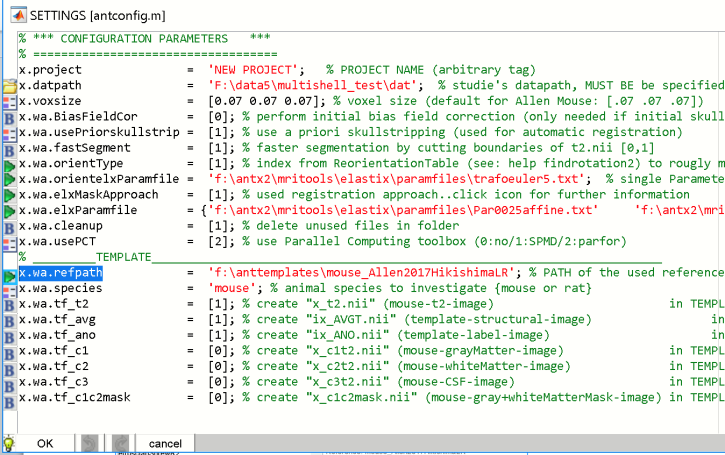 SETTINGS [antconfig.m]
% *** CONFIGURATION PARAMETERS ***
% ===================================
x.project = 'NEW PROJECT'; % PROJECT NAME (arbitrary tag)
x.datpath = 'F:\data5\multishell_test\dat'; % studie's datapath, MUST BE be specified
x.voxsize = [0.07 0.07 0.07]; % voxel size (default for Allen Mouse: [.07 .07 .07])
x.wa.BiasFieldCor = [0]; % perform initial bias field correction (only needed if initial skull
x.wa.usePriorskullstrip = [1]; % use a priori skullstripping (used for automatic registration)
x.wa.fastSegment = [1]; % faster segmentation by cutting boundaries of t2.nii [0,1]
x.wa.orientType = [1]; % index from ReorientationTable (see: help findrotation2) to rougly m
x.wa.orientelxParamfile = 'f:\antx2\mritools\elastix\paramfiles\trafoeuler5.txt'; % single Paramete
x.wa.elxMaskApproach = [1]; % used registration approach..click icon for further information
x.wa.elxParamfile = {'f:\antx2\mritools\elastix\paramfiles\Par0025affine.txt' 'f:\antx2\mri
x.wa.cleanup = [1]; % delete unused files in folder
x.wa.usePCT = [2]; % use Parallel Computing toolbox (0:no/1:SPMD/2:parfor)
% _________TEMPLATE_________
x.wa.refpath = 'f:\anttemplates\mouse_Allen2017HikishimaLR'; % PATH of the used reference
x.wa.species = 'mouse'; % animal species to investigate {mouse or rat}
x.wa.tf_t2 = [1]; % create "x_t2.nii" (mouse-t2-image) in TEMPL
x.wa.tf_avg = [1]; % create "ix_AVGT.nii" (template-structural-image) in
x.wa.tf_ano = [1]; % create "ix_ANO.nii" (template-label-image) in
x.wa.tf_c1 = [0]; % create "x_c1t2.nii" (mouse-grayMatter-image) in TEMPL
x.wa.tf_c2 = [0]; % create "x_c2t2.nii" (mouse-whiteMatter-image) in TEMPL
x.wa.tf_c3 = [0]; % create "x_c3t2.nii" (mouse-CSF-image) in TEMPL
x.wa.tf_c1c2mask = [0]; % create "x_c1c2mask.nii" (mouse-gray+whiteMatterMask-image) in TEMPL
OK cancel